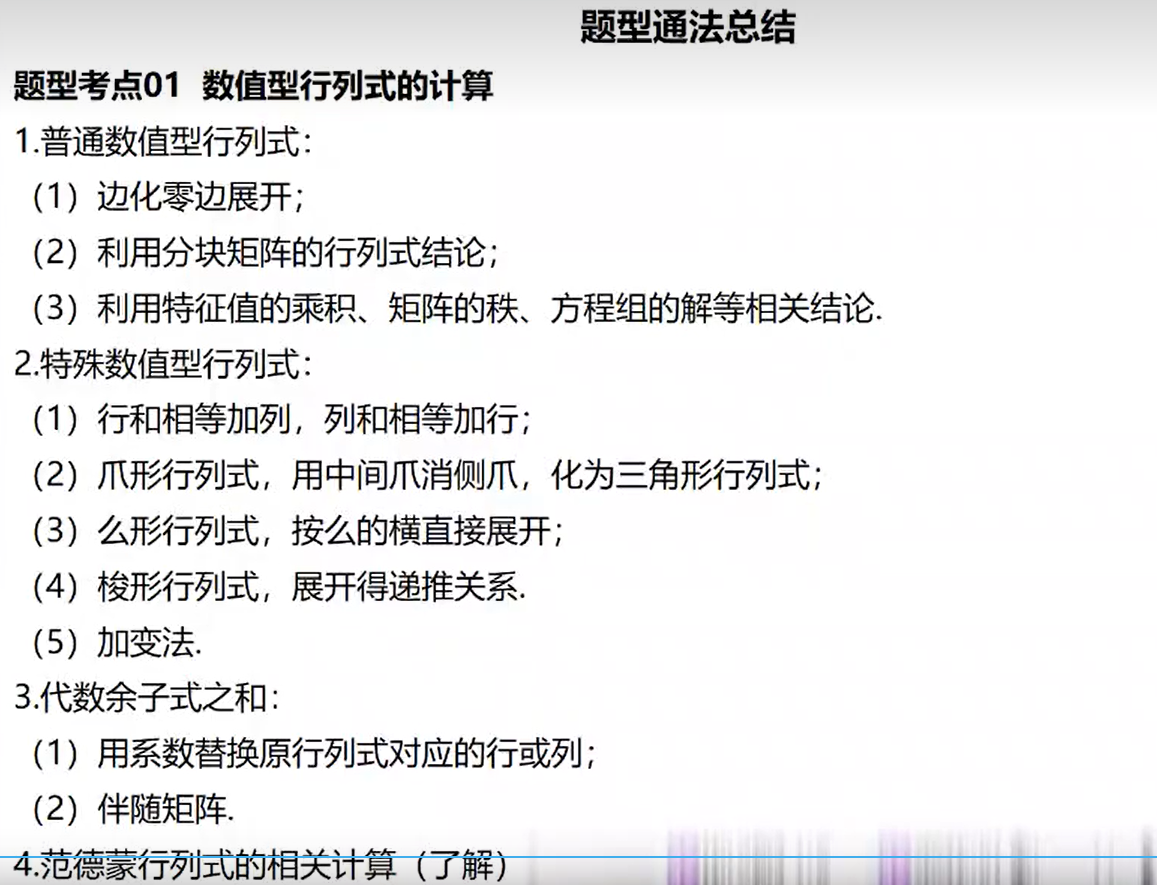 题型通法总结
题型考点01 数值型行列式的计算
1.普通数值型行列式：
（1）边化零边展开；
（2）利用分块矩阵的行列式结论；
（3）利用特征值的乘积、矩阵的秩、方程组的解等相关结论.
2.特殊数值型行列式：
（1）行和相等加列，列和相等加行；
（2）爪形行列式，用中间爪消侧爪，化为三角形行列式；
（3）么形行列式，按么的横直接展开；
（4）梭形行列式，展开得递推关系.
（5）加变法.
3.代数余子式之和：
（1）用系数替换原行列式对应的行或列；
（2）伴随矩阵.
4.范德蒙行列式的相关计算（了解）